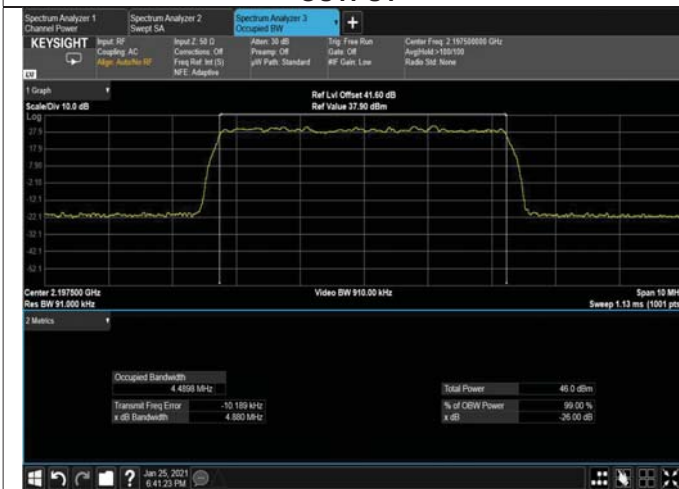 Spectrum Analyzer 1
Channel Power
Spectrum Analyzer 2
Swept SA
Spectrum Analyzer 3
Occupied BW
+
KEYSIGHT
Input: RF
Coupling: AC
Align: Auto/No RF
Input Z: 50 Ω
Corrections: Off
Freq Ref: Int (S)
NFE: Adaptive
Atten: 30 dB
Preamp: Off
µW Path: Standard
Trig: Free Run
Gate: Off
#IF Gain: Low
Center Freq: 2.197500000 GHz
Avg|Hold:>100/100
Radio Std: None
1 Graph
Scale/Div 10.0 dB
Ref Lvl Offset 41.60 dB
Ref Value 37.90 dBm
Log
27.9
17.9
7.90
-2.10
-12.1
-22.1
-32.1
-42.1
-52.1
Center 2.197500 GHz
Res BW 91.000 kHz
Video BW 910.00 kHz
Span 10 MH
Sweep 1.13 ms (1001 pts
2 Metrics
Occupied Bandwidth
4.4898 MHz
Transmit Freq Error -10.189 kHz
x dB Bandwidth 4.880 MHz
Total Power 46.0 dBm
% of OBW Power 99.00 %
x dB -26.00 dB
?
Jan 25, 2021
6:41:23 PM